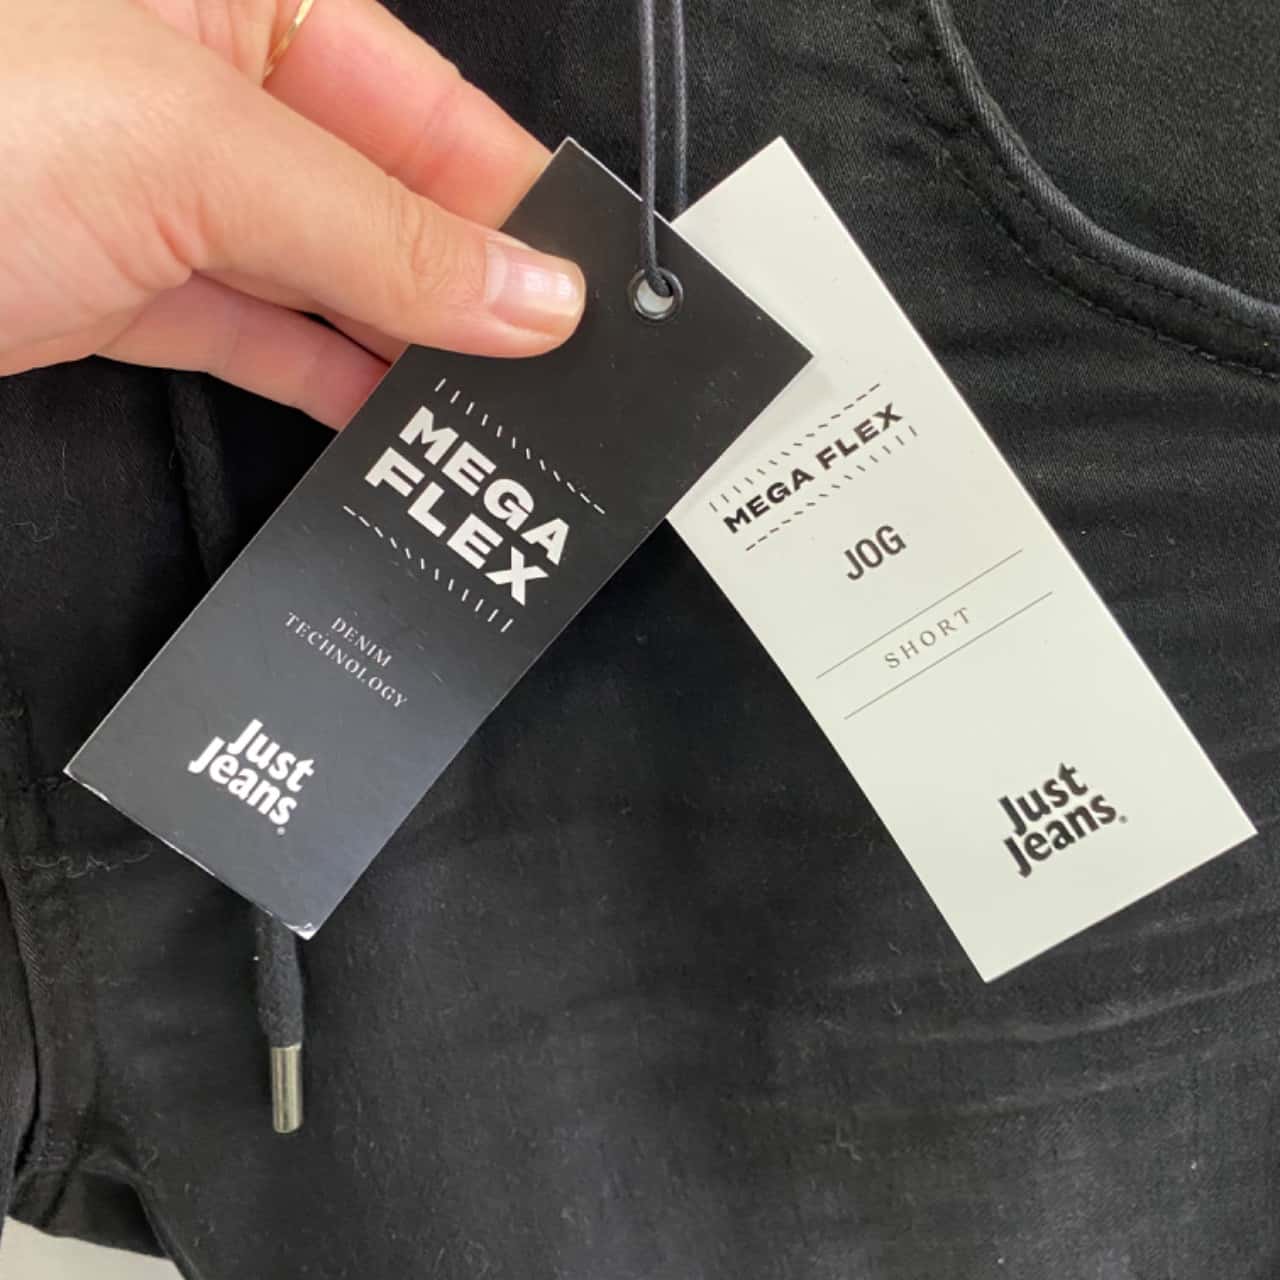 MEGA
FLEX
DENIM
TECHNOLOGY
Just
Jeans®
MEGA FLEX
JOG
SHORT
Just
Jeans®